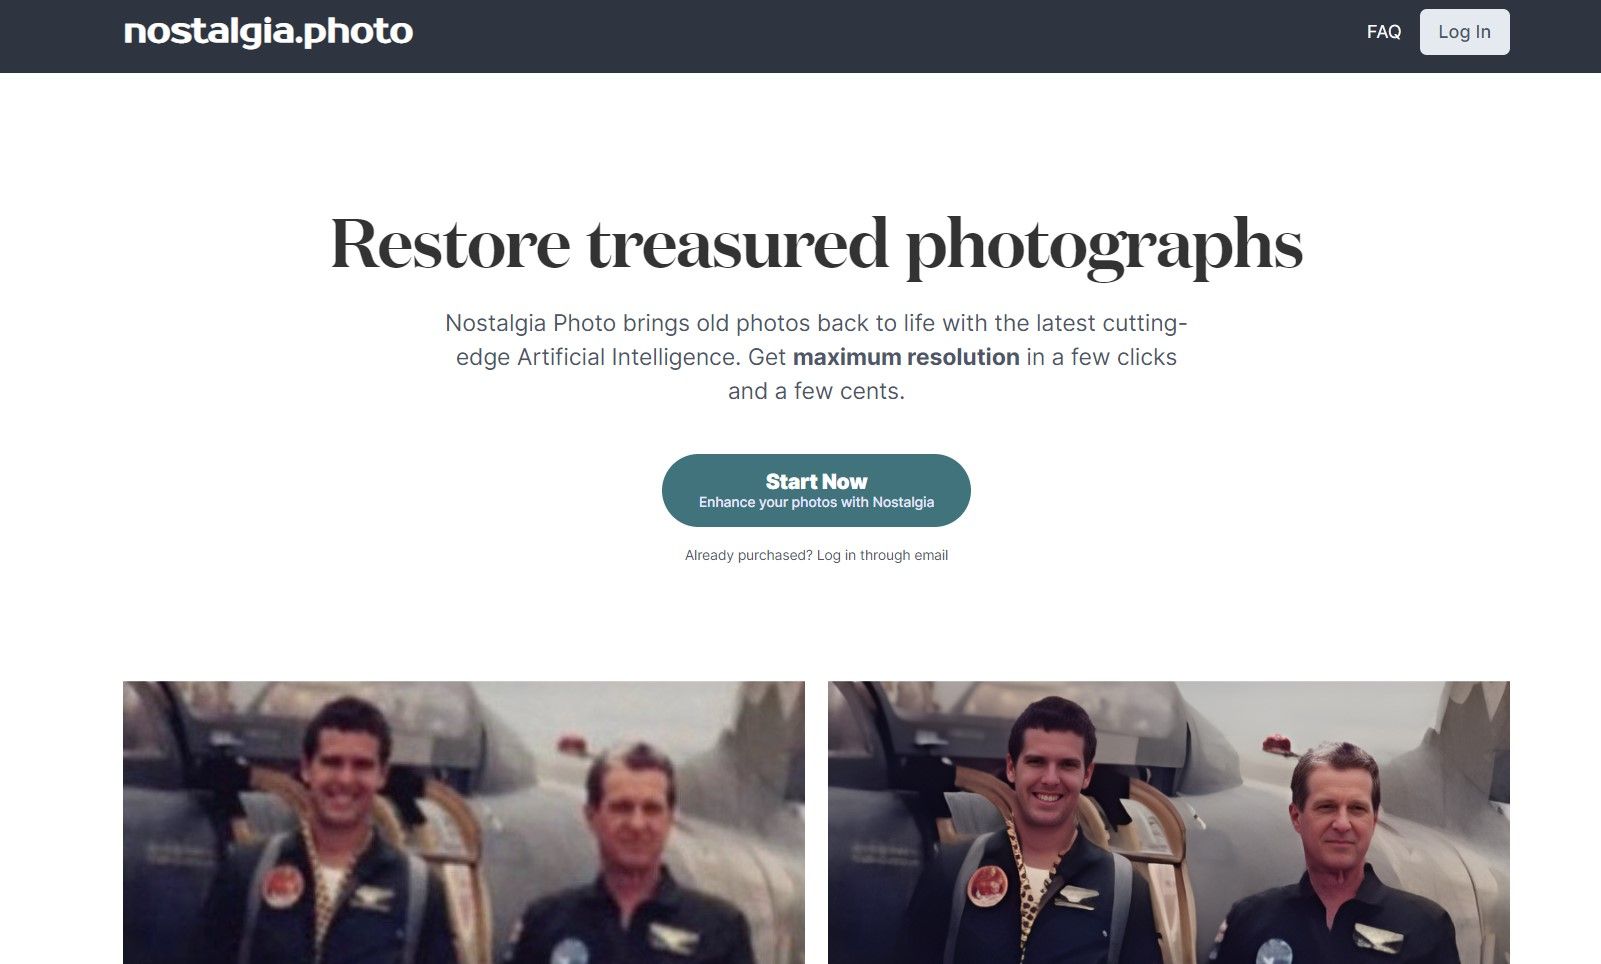 nostalgia.photo
FAQ
Log In
Restore treasured photographs
Nostalgia Photo brings old photos back to life with the latest cutting-
edge Artificial Intelligence. Get maximum resolution in a few clicks
and a few cents.
Start Now
Enhance your photos with Nostalgia
Already purchased? Log in through email